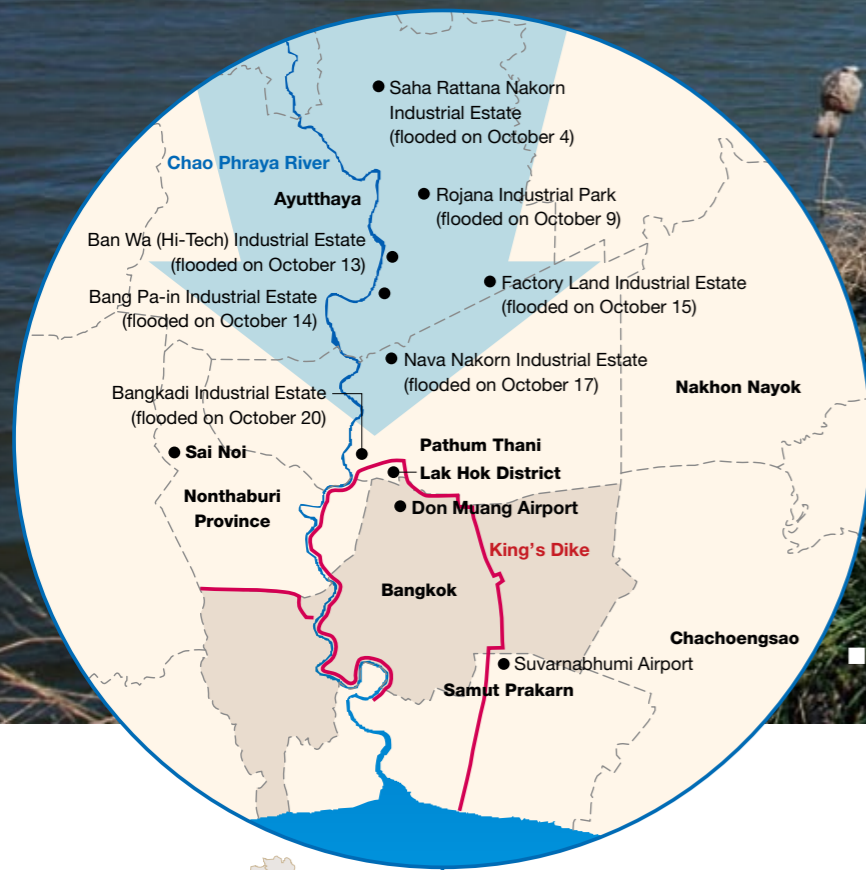 Saha Rattana Nakorn
Industrial Estate
(flooded on October 4)
Chao Phraya River
Ayutthaya
Rojana Industrial Park
(flooded on October 9)
Ban Wa (Hi-Tech) Industrial Estate
(flooded on October 13)
Factory Land Industrial Estate
(flooded on October 15)
Bang Pa-in Industrial Estate
(flooded on October 14)
Nava Nakorn Industrial Estate
(flooded on October 17)
Nakhon Nayok
Bangkadi Industrial Estate
(flooded on October 20)
Pathum Thani
Sai Noi
Lak Hok District
Nonthaburi
Province
Don Muang Airport
King's Dike
Bangkok
Chachoengsao
Suvarnabhumi Airport
Samut Prakarn